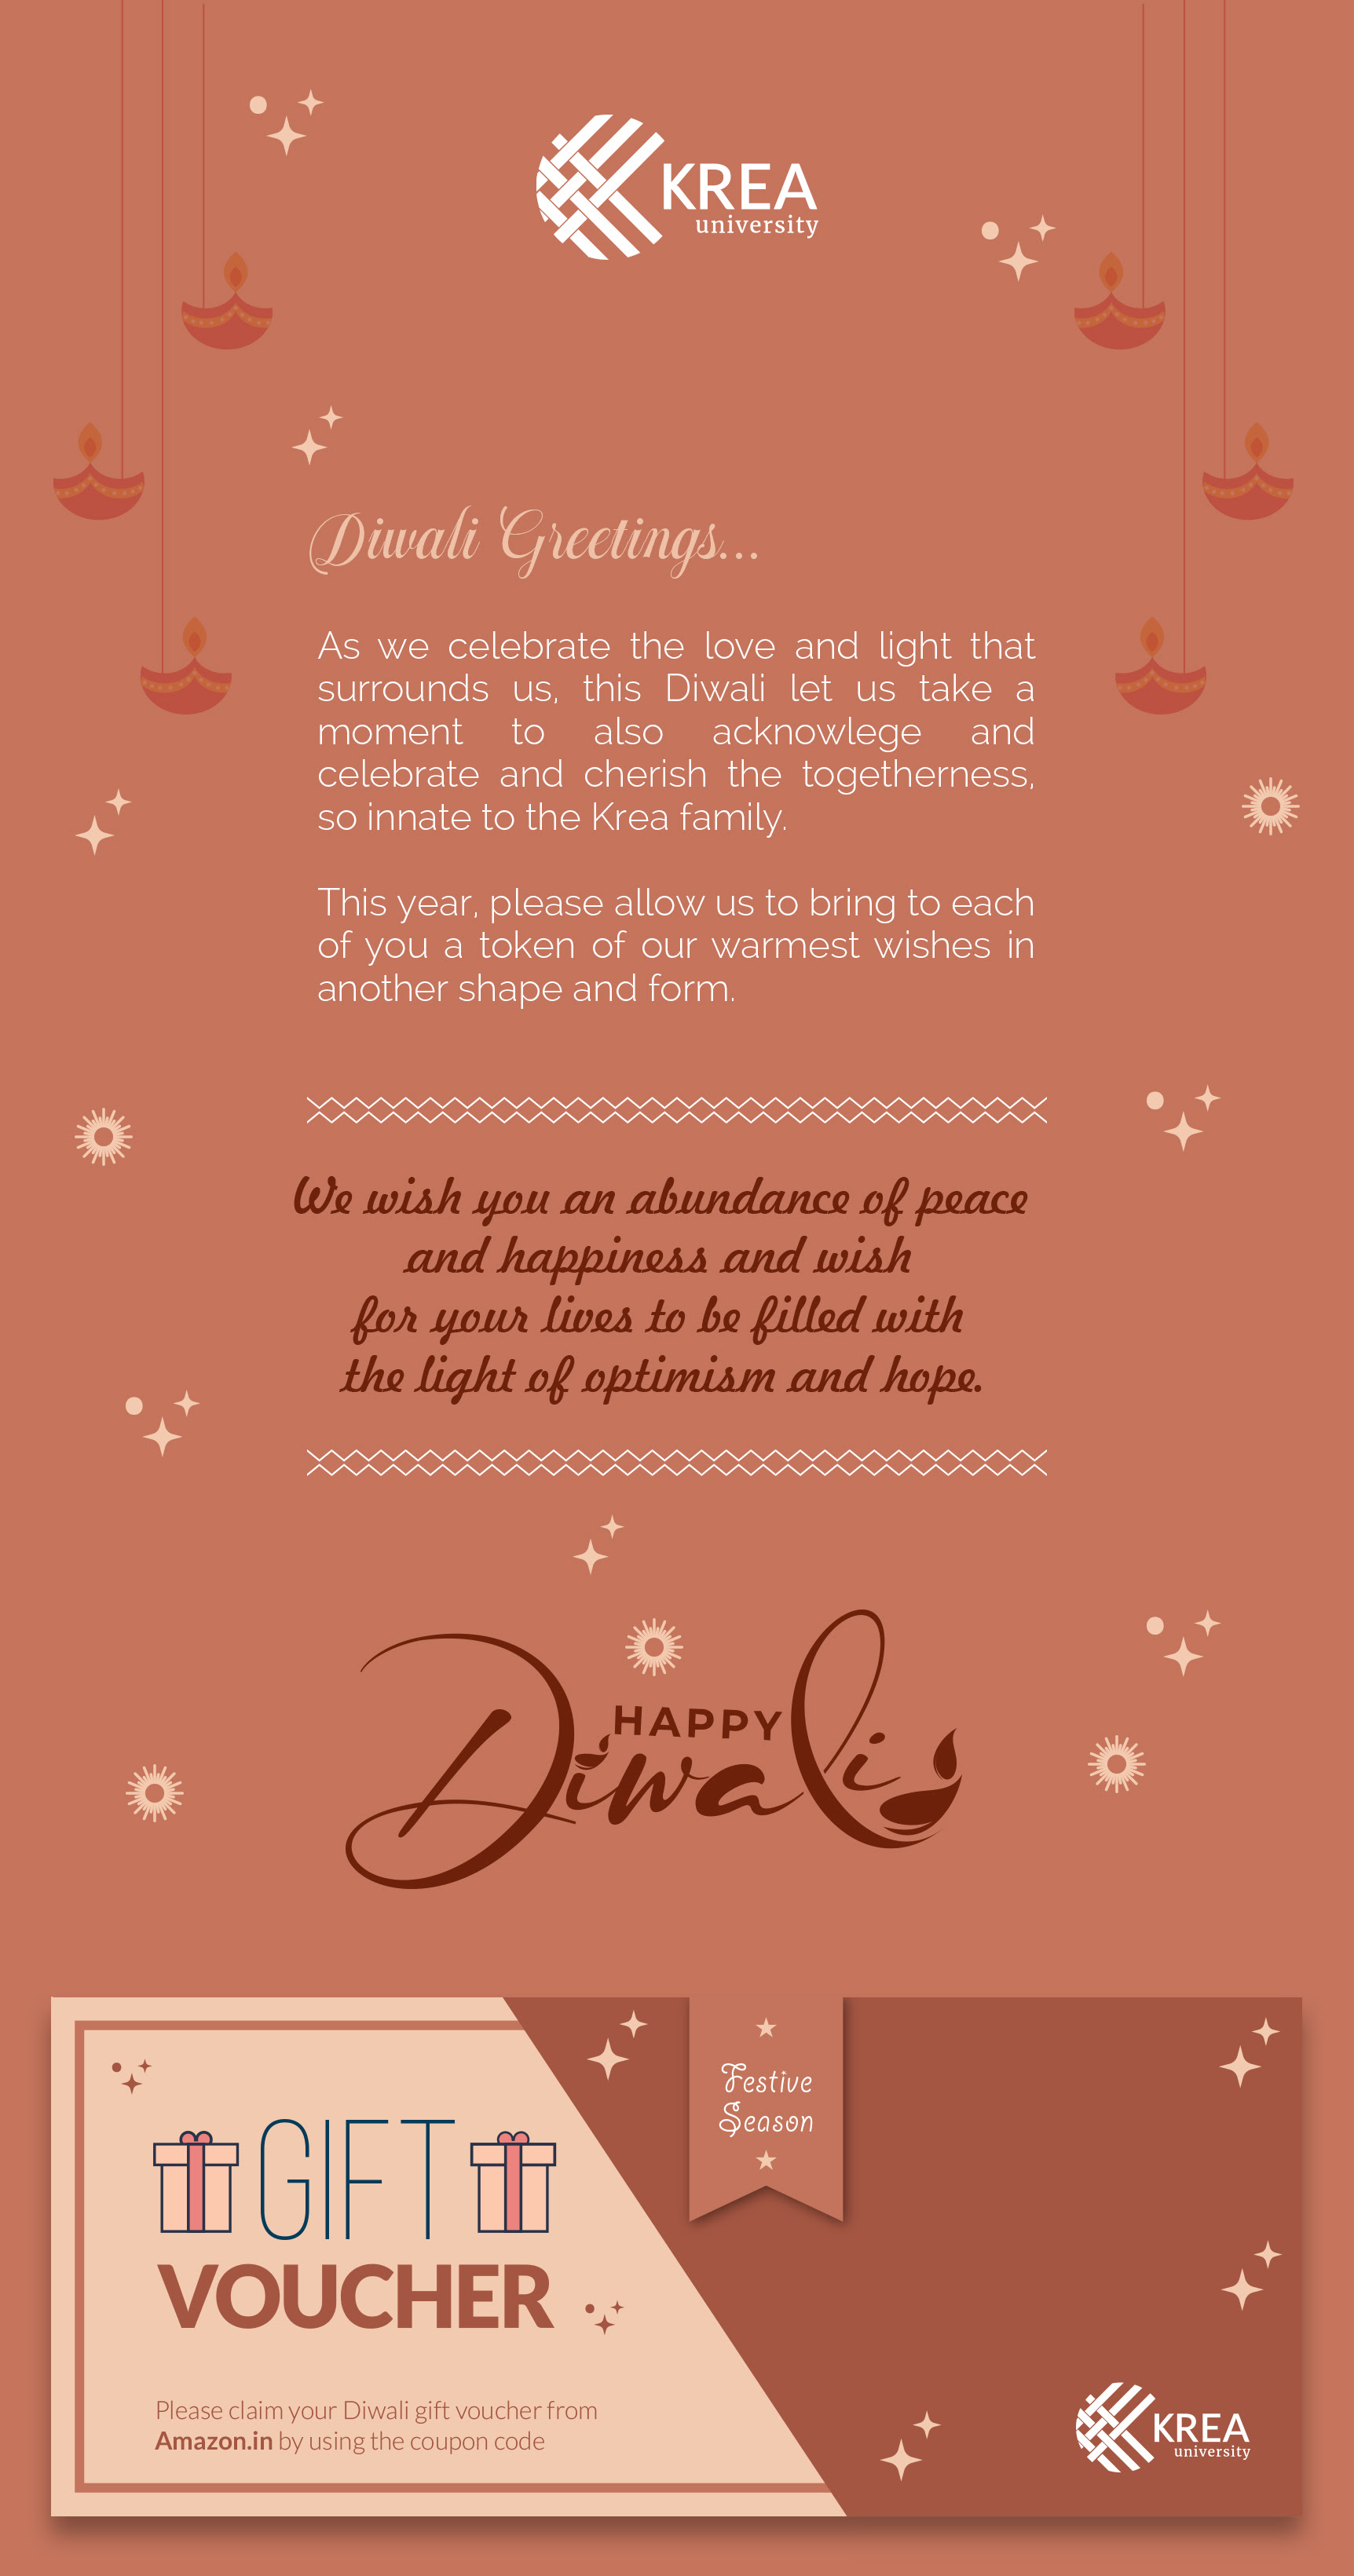 KREA
university
Diwali Greetings...
As we celebrate the love and light that
surrounds us, this Diwali let us take a
moment to also acknowlege and
celebrate and cherish the togetherness,
so innate to the Krea family.
This year, please allow us to bring to each
of you a token of our warmest wishes in
another shape and form.
We wish you an abundance of peace
and happiness and wish
for your lives to be filled with
the light of optimism and hope.
HAPPY
Diwali
Festive
Season
GIFT
VOUCHER
Please claim your Diwali gift voucher from
Amazon.in by using the coupon code
KREA
university